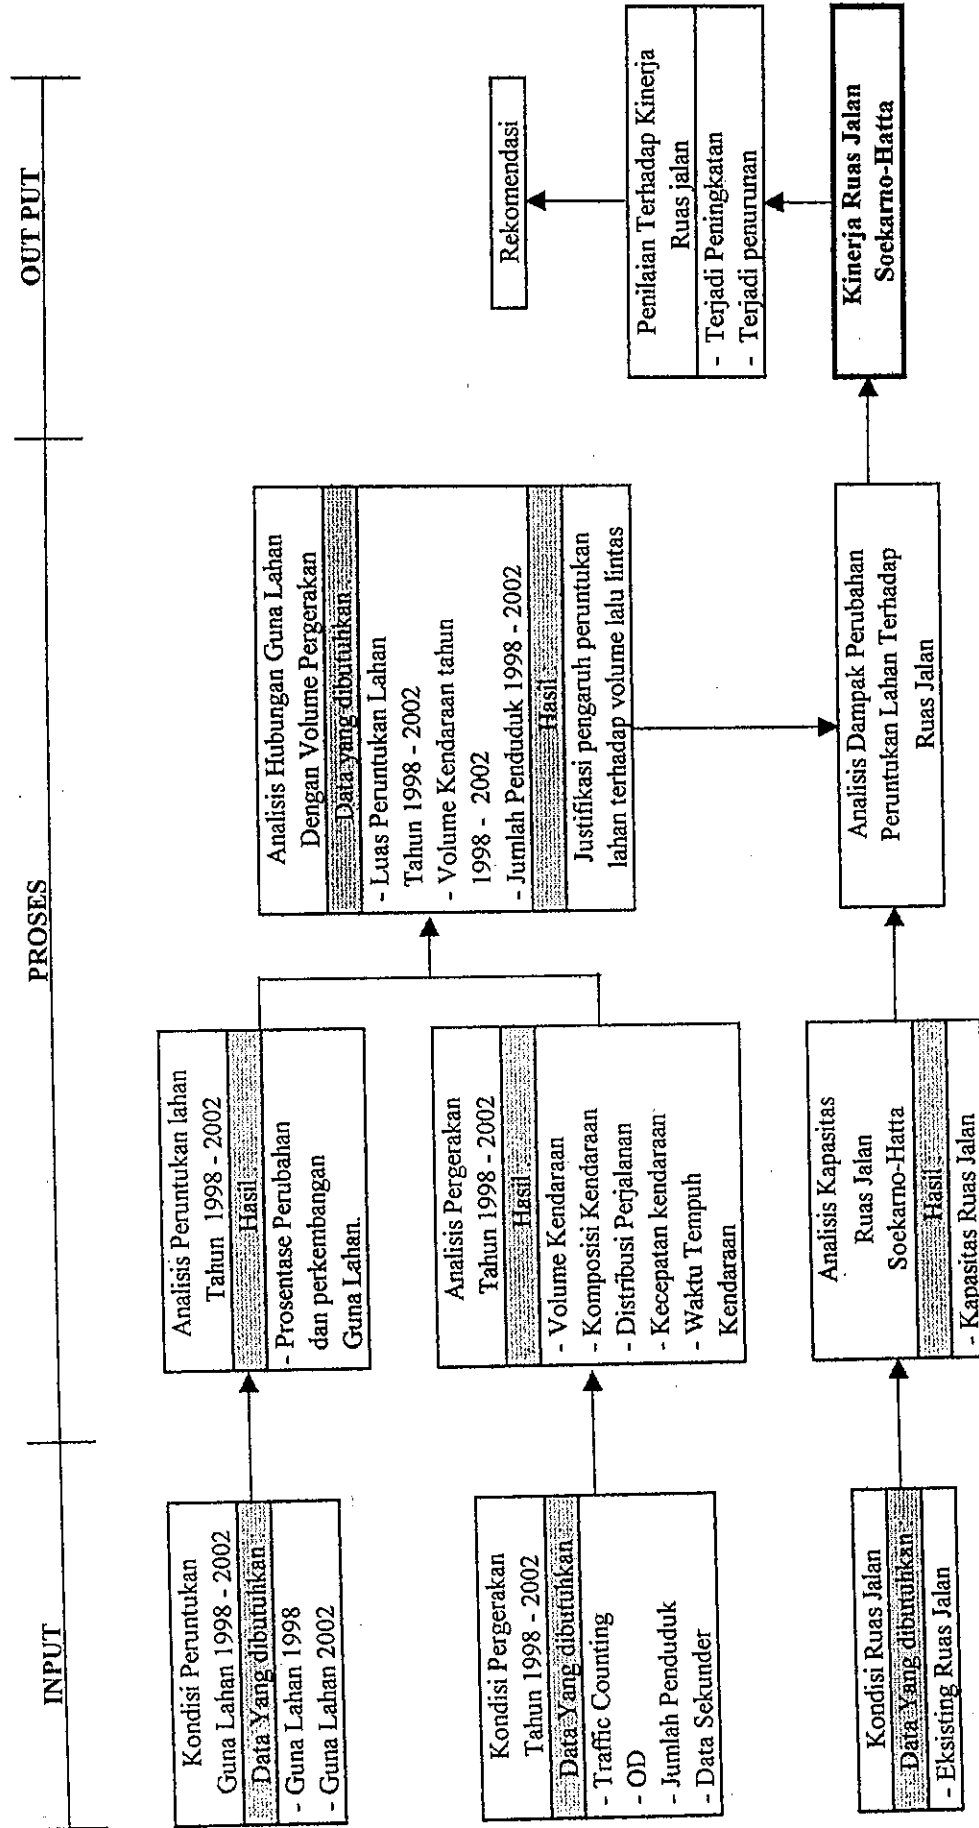 INPUT
PROSES
OUT PUT
Kondisi Peruntukan
Guna Lahan 1998 - 2002
Data Yang dibutuhkan
- Guna Lahan 1998
- Guna Lahan 2002
Kondisi Pergerakan
Tahun 1998 - 2002
Data Yang dibutuhkan
- Traffic Counting
- OD
- Jumlah Penduduk
- Data Sekunder
Kondisi Ruas Jalan
Data Yang dibutuhkan
- Eksisting Ruas Jalan
Analisis Peruntukan lahan
Tahun 1998 - 2002
Hasil
- Prosentase Perubahan
dan perkembangan
Guna Lahan.
Analisis Pergerakan
Tahun 1998 - 2002
Hasil
- Volume Kendaraan
- Komposisi Kendaraan
- Distribusi Perjalanan
- Kecepatan kendaraan
- Waktu Tempuh
Kendaraan
Analisis Kapasitas
Ruas Jalan
Soekarno-Hatta
Hasil
- Kapasitas Ruas Jalan
Analisis Hubungan Guna Lahan
Dengan Volume Pergerakan
Data yang dibutuhkan
- Luas Peruntukan Lahan
Tahun 1998 - 2002
- Volume Kendaraan tahun
1998 - 2002
- Jumlah Penduduk 1998 - 2002
Hasil
Justifikasi pengaruh peruntukan
lahan terhadap volume lalu lintas
Analisis Dampak Perubahan
Peruntukan Lahan Terhadap
Ruas Jalan
Rekomendasi
Penilaian Terhadap Kinerja
Ruas jalan
- Terjadi Peningkatan
- Terjadi penurunan
Kinerja Ruas Jalan
Soekarno-Hatta